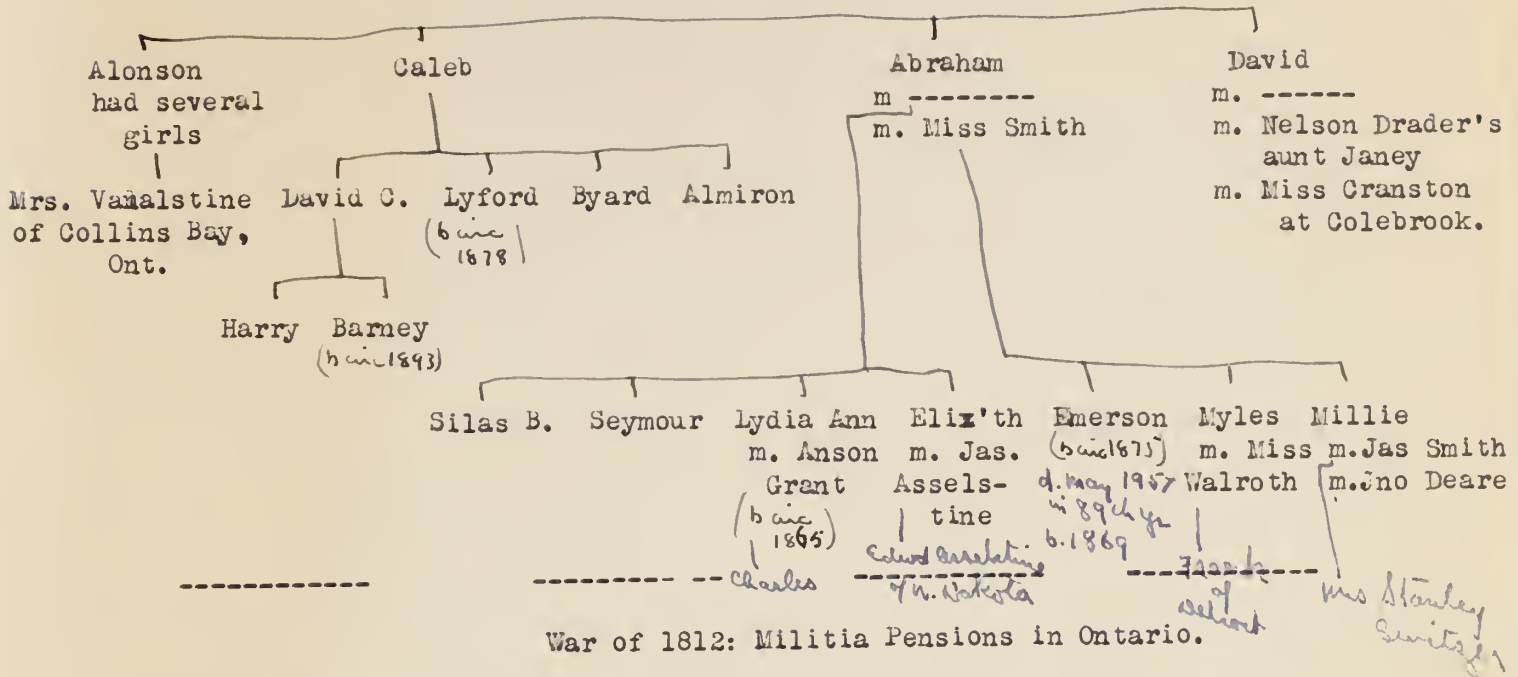 Alonson
had several
girls
Caleb
Abraham
m --------
m. Miss Smith
David
m. ------
m. Nelson Drader's
aunt Janey
m. Miss Cranston
at Colebrook.
Mrs. Vanalstine
of Collins Bay,
Ont.
David C. Lyford Byard Almiron
(b circ
1878)
Harry Barney
(b circ 1893)
Silas B. Seymour
Lydia Ann
m. Anson
Grant
(b circ
1865)
Charles
Eliz'th
m. Jas.
Assels-
tine
Edwd Asselstine
of N. Dakota
Emerson
(b circ 1875)
d. May 1957
in 89th yr
b. 1869
Myles
m. Miss
Walroth
of
Detroit
Millie
m. Jas Smith
m. Jno Deare
Mrs Stanley
Switzer
------------ --------- -- ------------ ------------
War of 1812: Militia Pensions in Ontario.